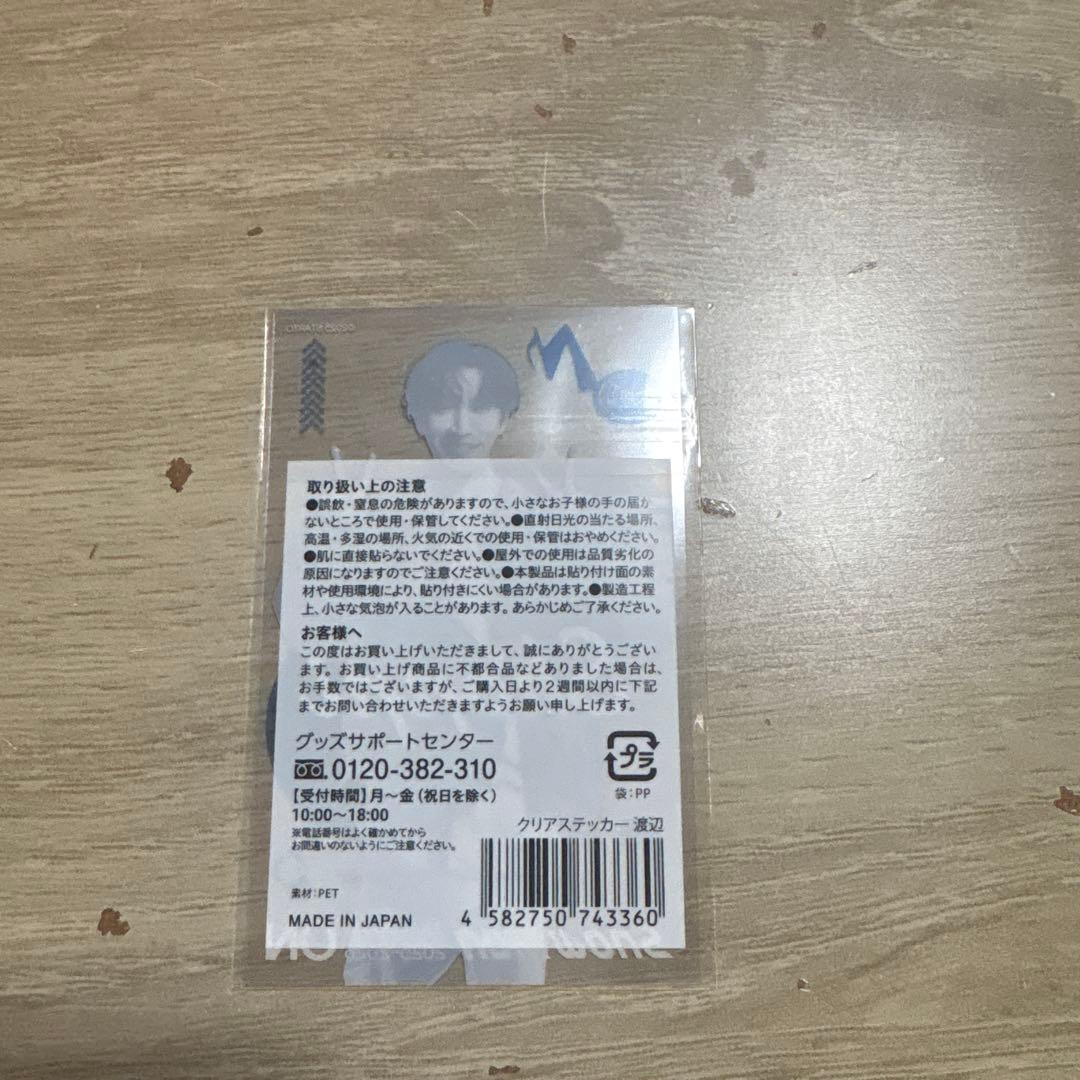 取り扱い上の注意
●誤飲・窒息の危険がありますので、小さなお子様の手の届か
ないところで使用・保管してください。●直射日光の当たる場所、
高温・多湿の場所、火気の近くでの使用・保管はおやめください。
●肌に直接貼らないでください。●屋外での使用は品質劣化の
原因になりますのでご注意ください。●本製品は貼り付け面の素
材や使用環境により、貼り付きにくい場合があります。●製造工程
上、小さな気泡が入ることがあります。あらかじめご了承ください。
お客様へ
この度はお買い上げいただきまして、誠にありがとうござい
ます。お買い上げ商品に不都合品などありました場合は、
お手数ではございますが、ご購入日より2週間以内に下記
までお問い合わせいただきますようお願い申し上げます。
グッズサポートセンター
0120-382-310
【受付時間】月〜金(祝日を除く)
10:00〜18:00
※電話番号はよく確かめてから
お間違いのないようにご注意ください。
プラ
袋:PP
クリアステッカー 渡辺
素材:PET
MADE IN JAPAN
4 582750 743360